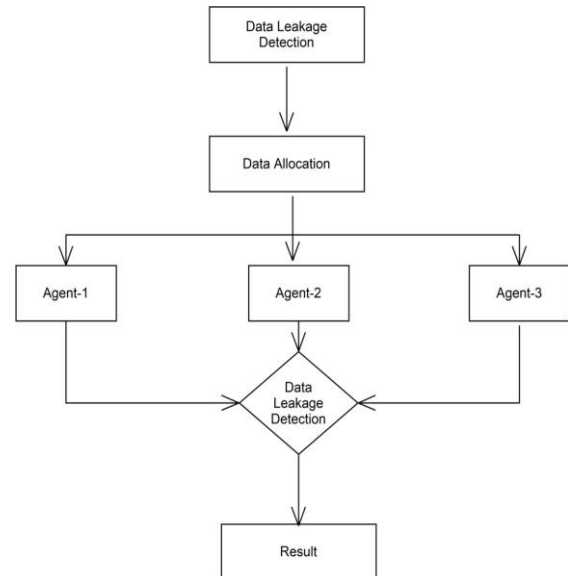 Data Leakage
Detection
Data Allocation
Agent-1
Agent-2
Agent-3
Data
Leakage
Detection
Result